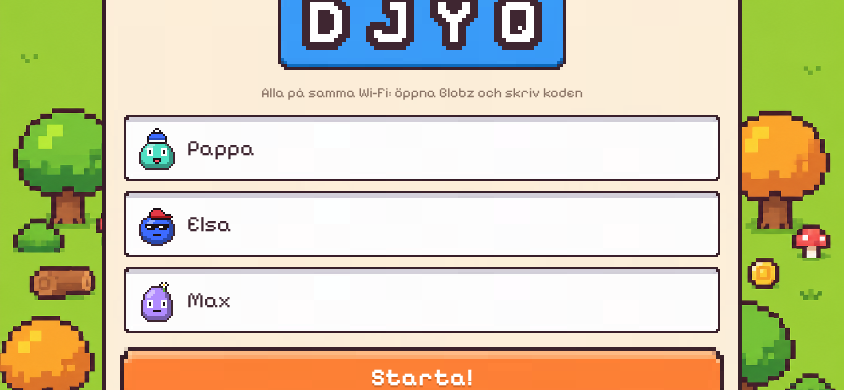 DJYQ
Alla på samma Wi-Fi: öppna Blobz och skriv koden
Pappa
Elsa
Max
Starta!